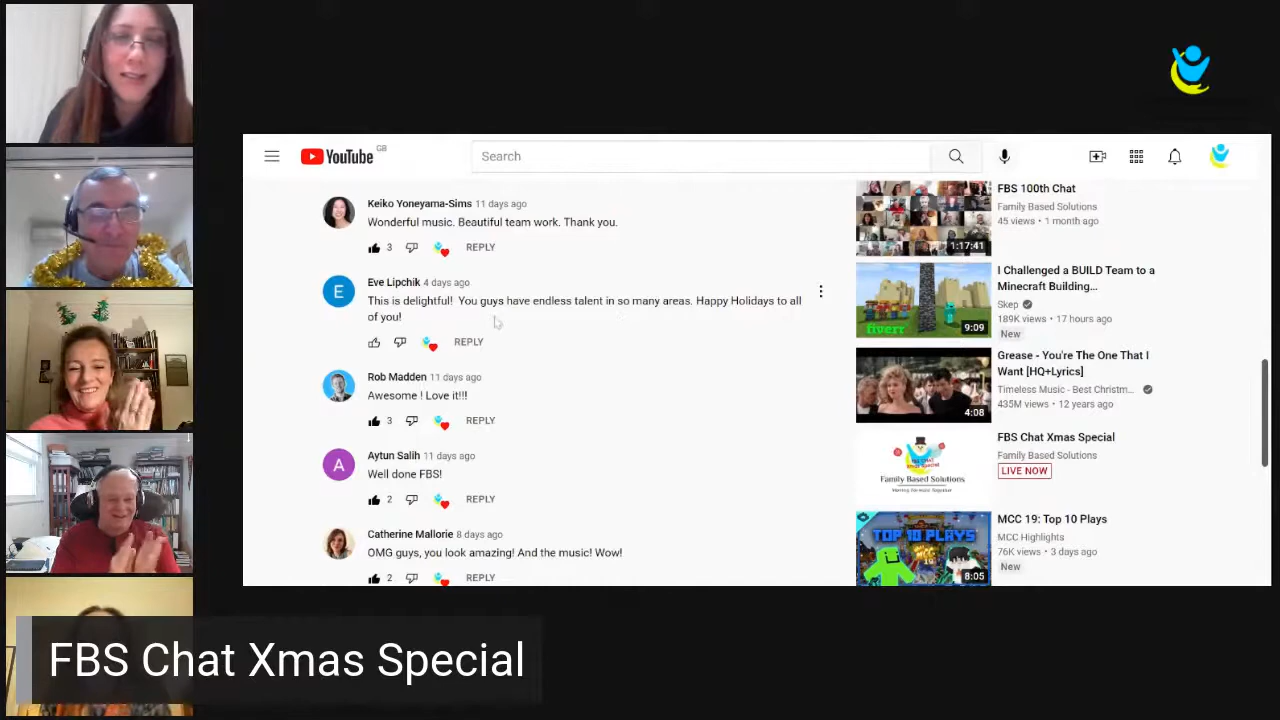 YouTube
GB
Search
Keiko Yoneyama-Sims 11 days ago
Wonderful music. Beautiful team work. Thank you.
3 REPLY
E
Eve Lipchik 4 days ago
This is delightful! You guys have endless talent in so many areas. Happy Holidays to all
of you!
REPLY
Rob Madden 11 days ago
Awesome ! Love it!!!
3 REPLY
A
Aytun Salih 11 days ago
Well done FBS!
2 REPLY
Catherine Mallorie 8 days ago
OMG guys, you look amazing! And the music! Wow!
2 REPLY
1:17:41
FBS 100th Chat
Family Based Solutions
45 views • 1 month ago
fiverr
9:09
I Challenged a BUILD Team to a
Minecraft Building...
Skep
189K views • 17 hours ago
New
4:08
Grease - You're The One That I
Want [HQ+Lyrics]
Timeless Music - Best Christm...
435M views • 12 years ago
Family Based Solutions
FBS Chat Xmas Special
Family Based Solutions
LIVE NOW
TOP 10 PLAYS
8:05
MCC 19: Top 10 Plays
MCC Highlights
76K views • 3 days ago
New
FBS Chat Xmas Special